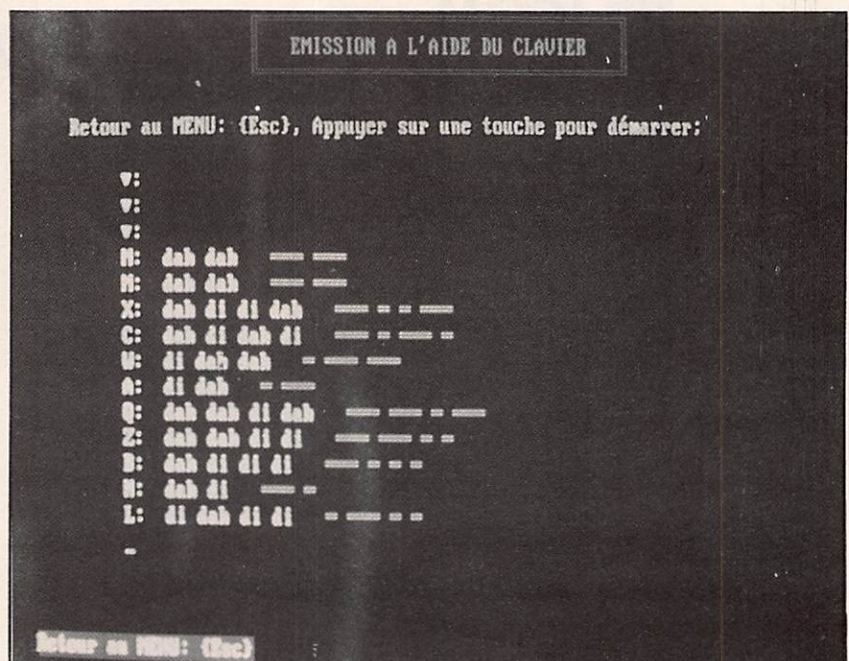 EMISSION A L'AIDE DU CLAVIER
Retour au MENU: {Esc}, Appuyer sur une touche pour démarrer;
♥:
♥:
♥:
M: dah dah === ===
M: dah dah === ===
X: dah di di dah === = = ===
C: dah di dah di === = === =
W: di dah dah = === ===
A: di dah = ===
Q: dah dah di dah === === = ===
Z: dah dah di di === === = =
B: dah di di di === = = =
N: dah di === =
L: di dah di di = === = =
_
Retour au MENU: {Esc}